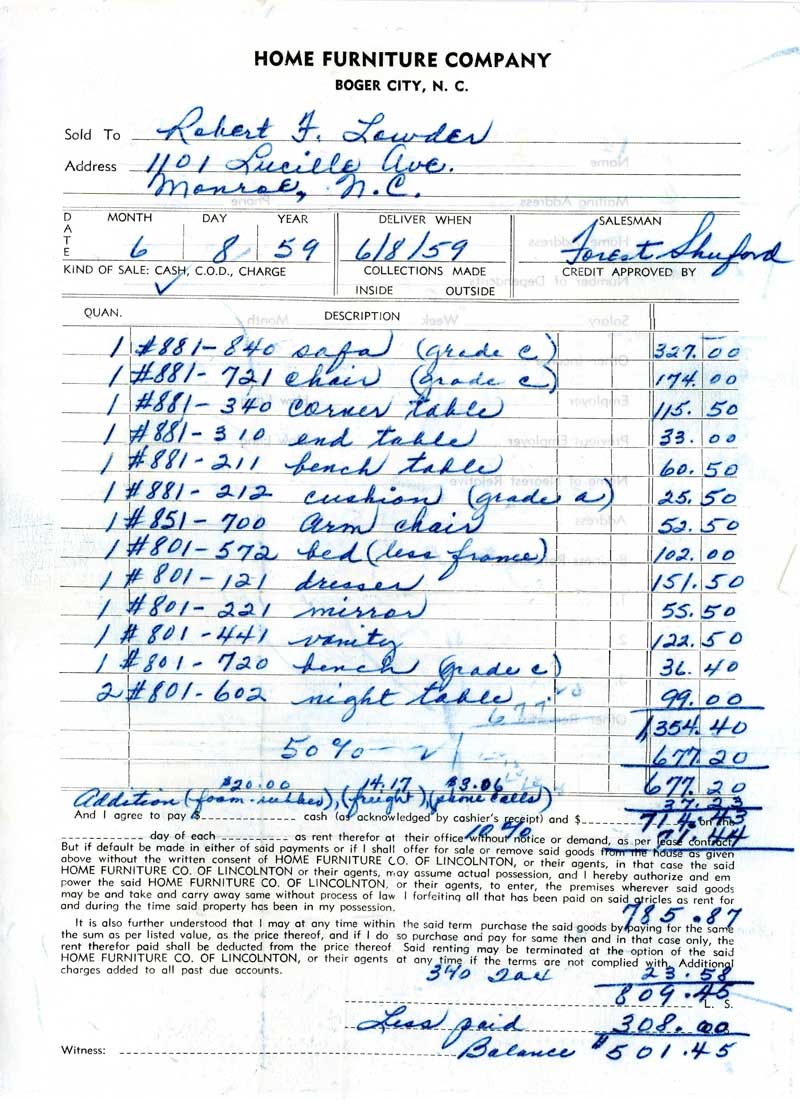 HOME FURNITURE COMPANY
BOGER CITY, N. C.
Sold To Robert F. Lowder
Address 1101 Lucille Ave.
Monroe, N.C.
DATE MONTH DAY YEAR DELIVER WHEN SALESMAN
6 8 59 6/8/59 Forest Shuford
KIND OF SALE: CASH, C.O.D., CHARGE COLLECTIONS MADE CREDIT APPROVED BY
✓ INSIDE OUTSIDE
QUAN. DESCRIPTION
1 #881-840 sofa (grade c) 327.00
1 #881-721 chair (grade c) 174.00
1 #881-340 corner table 115.50
1 #881-310 end table 33.00
1 #881-211 bench table 60.50
1 #881-212 cushion (grade a) 25.50
1 #851-700 arm chair 52.50
1 #801-572 bed (less frame) 102.00
1 #801-121 dresser 151.50
1 #801-221 mirror 55.50
1 #801-441 vanity 122.50
1 #801-720 bench (grade c) 36.40
2 #801-602 night table 99.00
1,354.40
50%- 677.20
677.20
$20.00 14.17 $3.06
Addition (foam-rubber), (freight), (phone calls) 37.23
And I agree to pay $ cash (as acknowledged by cashier's receipt) and $ 714.43 on the
day of each as rent therefor at their office without notice or demand, as per lease contract
10% 71.44
But if default be made in either of said payments or if I shall offer for sale or remove said goods from the house as given
above without the written consent of HOME FURNITURE CO. OF LINCOLNTON, or their agents, in that case the said
HOME FURNITURE CO. OF LINCOLNTON or their agents, may assume actual possession, and I hereby authorize and em
power the said HOME FURNITURE CO. OF LINCOLNTON, or their agents, to enter, the premises wherever said goods
may be and take and carry away same without process of law I forfeiting all that has been paid on said atricles as rent for
and during the time said property has been in my possession.
785.87
It is also further understood that I may at any time within the said term purchase the said goods by paying for the same
the sum as per listed value, as the price thereof, and if I do so purchase and pay for same then and in that case only, the
rent therefor paid shall be deducted from the price thereof. Said renting may be terminated at the option of the said
HOME FURNITURE CO. OF LINCOLNTON, or their agents at any time if the terms are not complied with. Additional
charges added to all past due accounts.
3% Tax 23.58
809.45 L. S.
Less paid 308.00
Witness: Balance $501.45